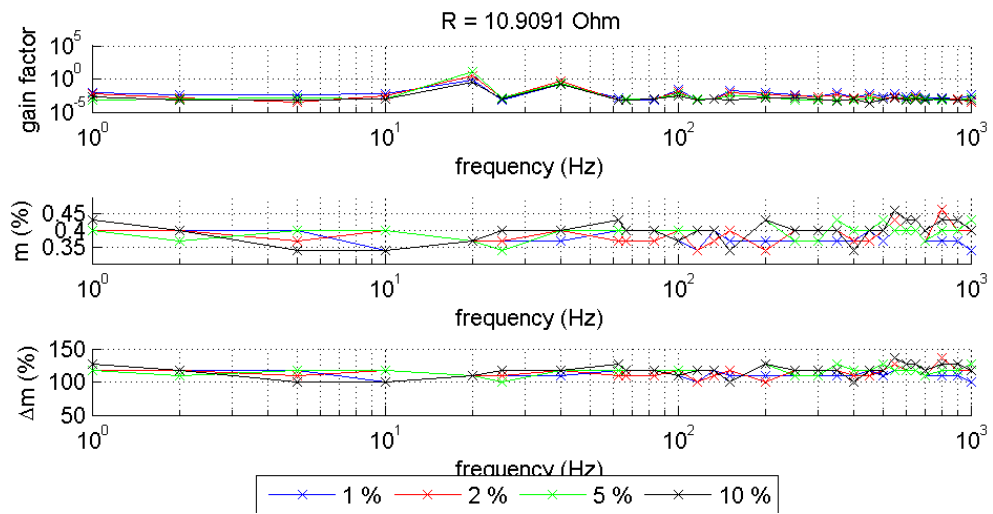 R = 10.9091 Ohm
gain factor
10^5
10^0
10^-5
10^0 10^1 10^2 10^3
frequency (Hz)
m (%)
0.45
0.4
0.35
10^0 10^1 10^2 10^3
frequency (Hz)
Δm (%)
150
100
50
10^0 10^1 10^2 10^3
frequency (Hz)
1 % 2 % 5 % 10 %